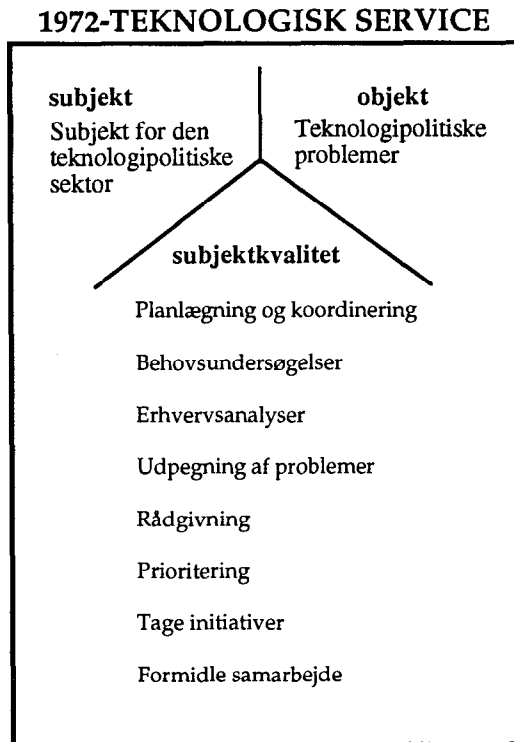 1972-TEKNOLOGISK SERVICE
subjekt
Subjekt for den
teknologipolitiske
sektor
objekt
Teknologipolitiske
problemer
subjektkvalitet
Planlægning og koordinering
Behovsundersøgelser
Erhvervsanalyser
Udpegning af problemer
Rådgivning
Prioritering
Tage initiativer
Formidle samarbejde